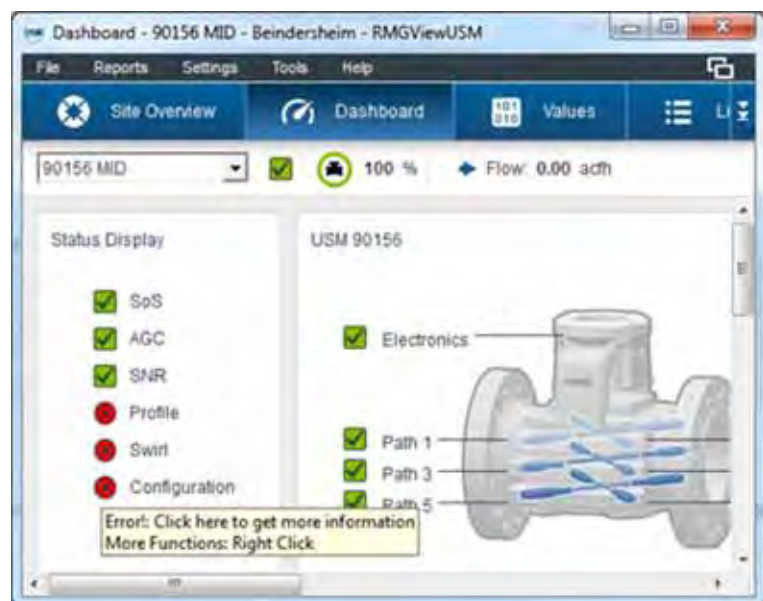 Dashboard - 90156 MID - Beindersheim - RMGViewUSM
File Reports Settings Tools Help
Site Overview Dashboard 101 010 Values
90156 MID 100 % Flow: 0.00 acfh
Status Display
SoS
AGC
SNR
Profile
Swirl
Configuration
USM 90156
Electronics
Path 1
Path 3
Path 5
Error!: Click here to get more information
More Functions: Right Click